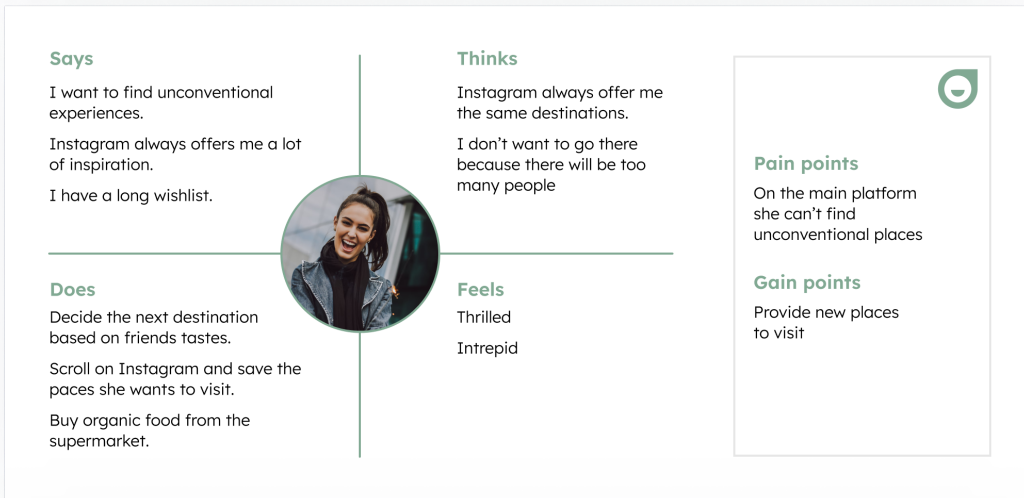 Says
I want to find unconventional
experiences.
Instagram always offers me a lot
of inspiration.
I have a long wishlist.
Thinks
Instagram always offer me
the same destinations.
I don’t want to go there
because there will be too
many people
Does
Decide the next destination
based on friends tastes.
Scroll on Instagram and save the
paces she wants to visit.
Buy organic food from the
supermarket.
Feels
Thrilled
Intrepid
Pain points
On the main platform
she can’t find
unconventional places
Gain points
Provide new places
to visit